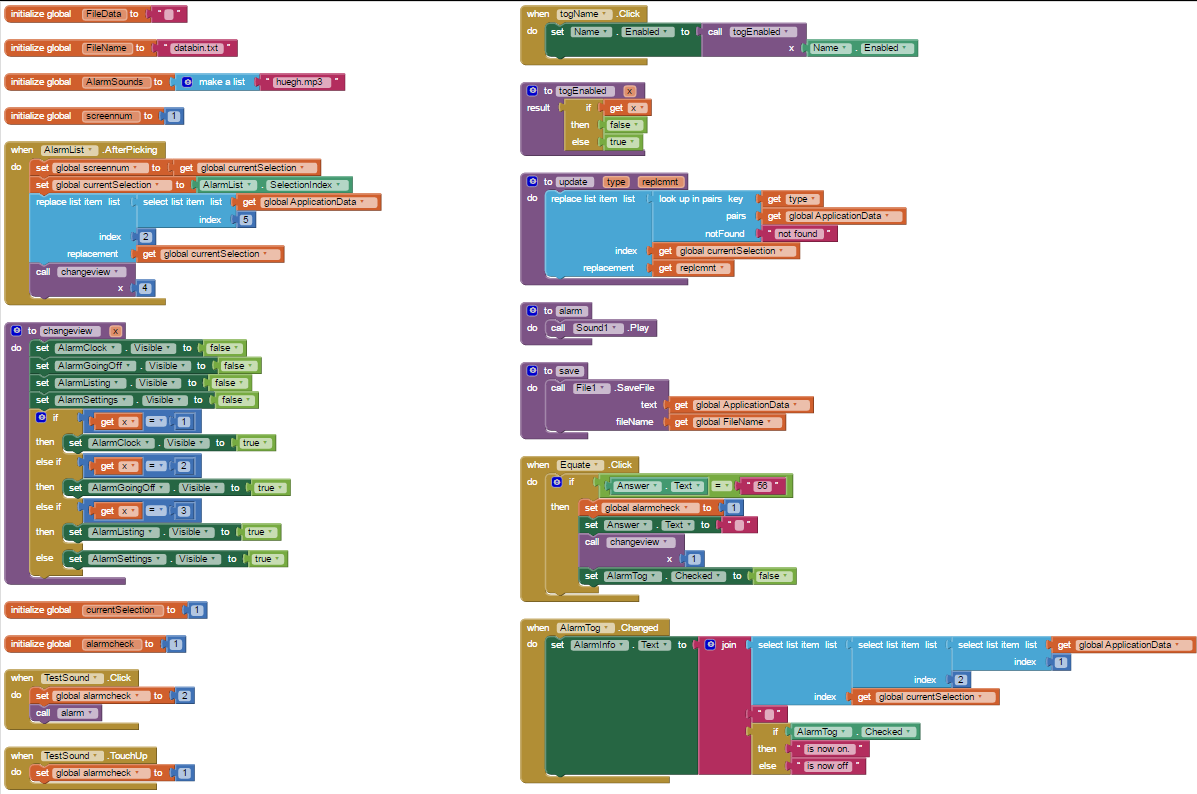 initialize global FileData to " "
initialize global FileName to " databin.txt "
initialize global AlarmSounds to make a list " huegh.mp3 "
initialize global screennum to 1
when AlarmList .AfterPicking
do set global screennum to get global currentSelection
set global currentSelection to AlarmList . SelectionIndex
replace list item list select list item list get global ApplicationData
index 5
index 2
replacement get global currentSelection
call changeview
x 4
to changeview x
do set AlarmClock . Visible to false
set AlarmGoingOff . Visible to false
set AlarmListing . Visible to false
set AlarmSettings . Visible to false
if get x = 1
then set AlarmClock . Visible to true
else if get x = 2
then set AlarmGoingOff . Visible to true
else if get x = 3
then set AlarmListing . Visible to true
else set AlarmSettings . Visible to true
initialize global currentSelection to 1
initialize global alarmcheck to 1
when TestSound .Click
do set global alarmcheck to 2
call alarm
when TestSound .TouchUp
do set global alarmcheck to 1
when togName .Click
do set Name . Enabled to call togEnabled
x Name . Enabled
to togEnabled x
result if get x
then false
else true
to update type replcmnt
do replace list item list look up in pairs key get type
pairs get global ApplicationData
notFound " not found "
index get global currentSelection
replacement get replcmnt
to alarm
do call Sound1 .Play
to save
do call File1 .SaveFile
text get global ApplicationData
fileName get global FileName
when Equate .Click
do if Answer . Text = " 56 "
then set global alarmcheck to 1
set Answer . Text to " "
call changeview
x 1
set AlarmTog . Checked to false
when AlarmTog .Changed
do set AlarmInfo . Text to join select list item list select list item list select list item list get global ApplicationData
index 1
index 2
index get global currentSelection
" "
if AlarmTog . Checked
then " is now on. "
else " is now off "